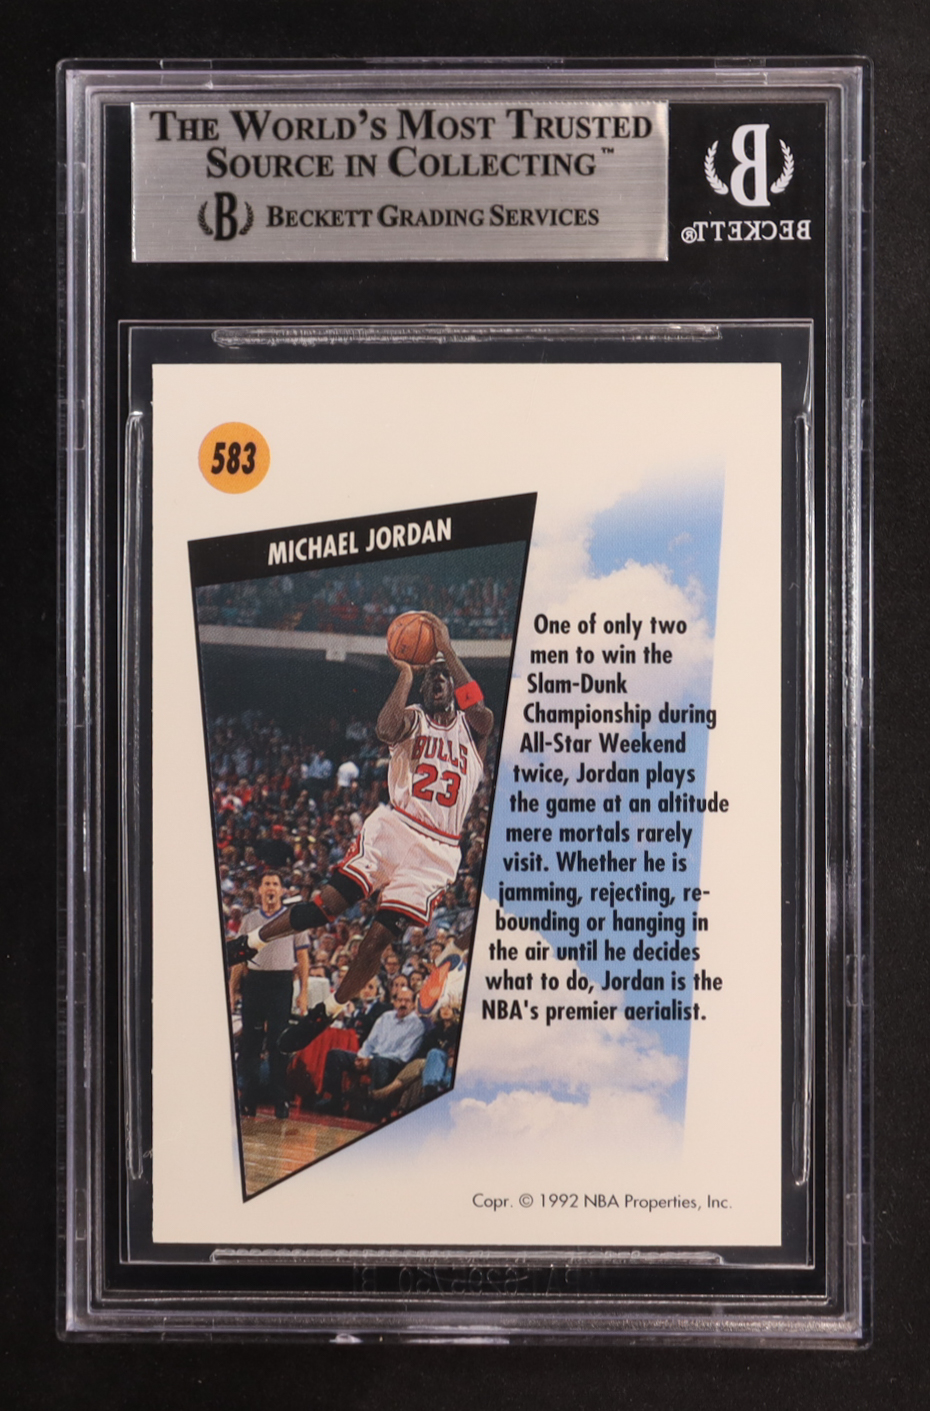 THE WORLD'S MOST TRUSTED
SOURCE IN COLLECTING™
B BECKETT GRADING SERVICES
B
BECKETT®
583
MICHAEL JORDAN
BULLS
23
One of only two
men to win the
Slam-Dunk
Championship during
All-Star Weekend
twice, Jordan plays
the game at an altitude
mere mortals rarely
visit. Whether he is
jamming, rejecting, re-
bounding or hanging in
the air until he decides
what to do, Jordan is the
NBA's premier aerialist.
Copr. © 1992 NBA Properties, Inc.